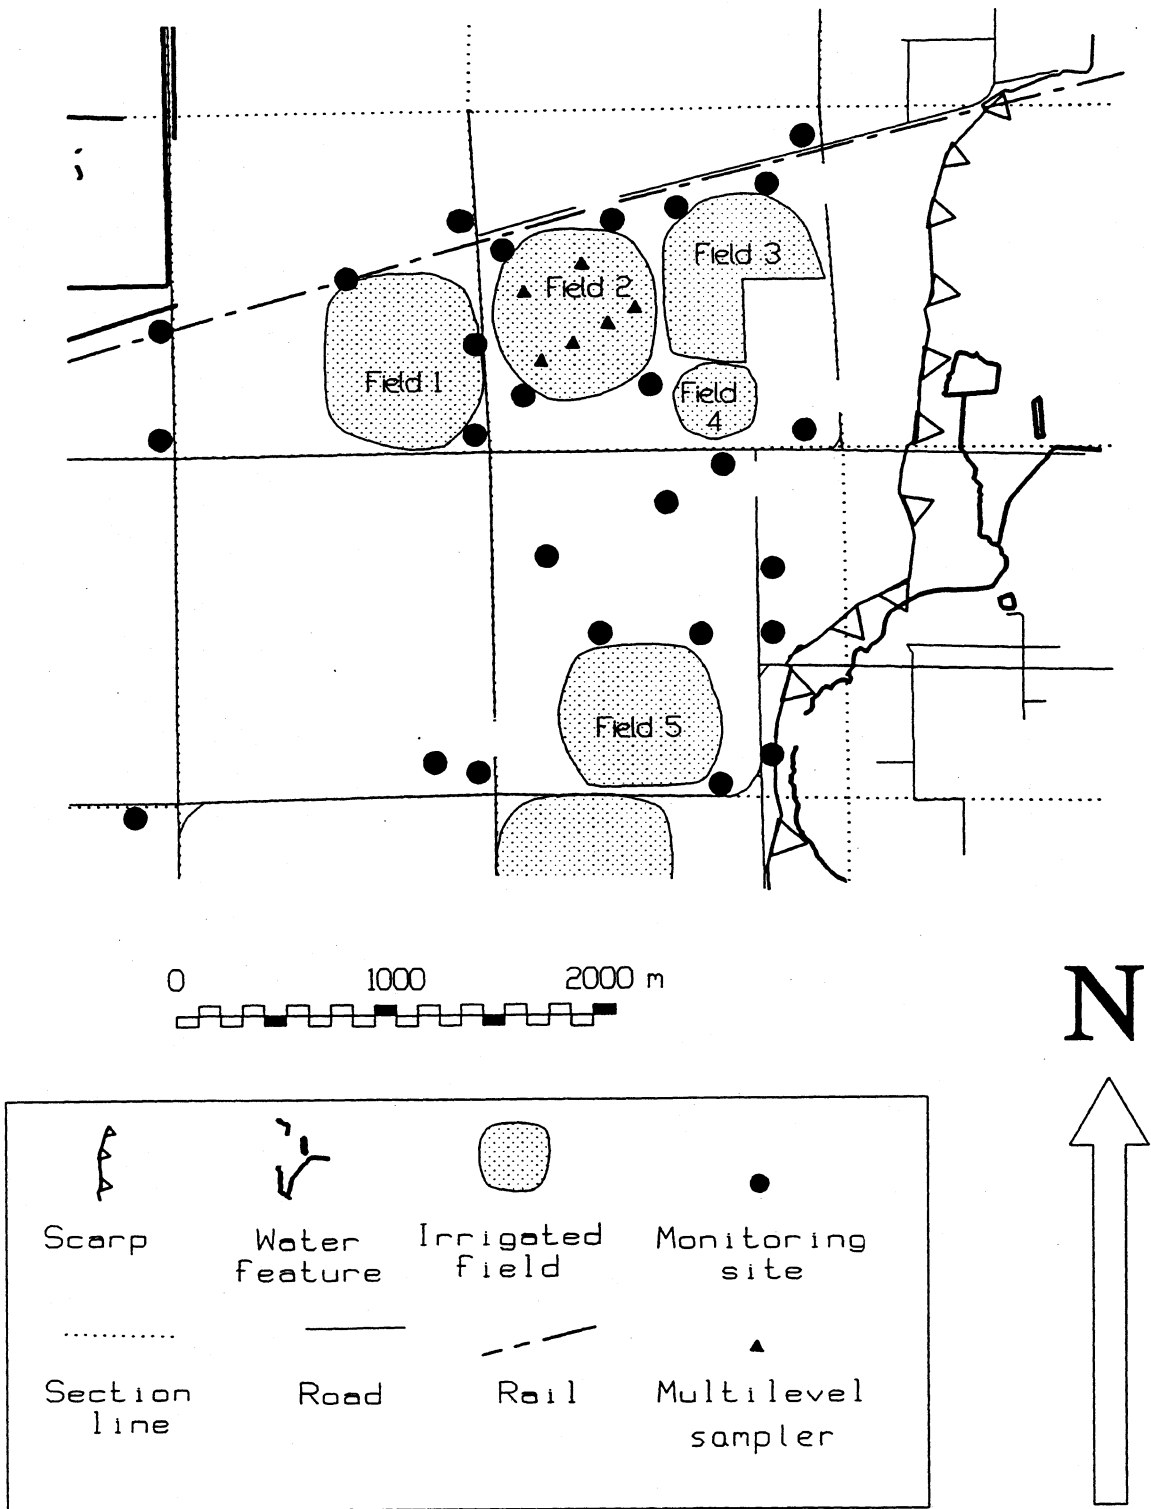 Field 3
Field 2
Field 1
Field
4
Field 5
0 1000 2000 m
N
Scarp
Water
feature
Irrigated
field
Monitoring
site
Section
line
Road
Rail
Multilevel
sampler